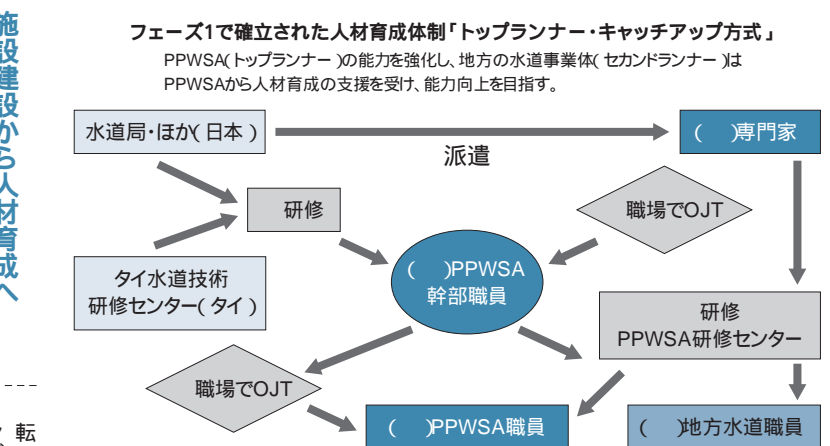 施設建設から人材育成へ
フェーズ1で確立された人材育成体制「トップランナー・キャッチアップ方式」
PPWSA(トップランナー)の能力を強化し、地方の水道事業体(セカンドランナー)は
PPWSAから人材育成の支援を受け、能力向上を目指す。
水道局・ほか(日本)
派遣
(　)専門家
研修
職場でOJT
タイ水道技術
研修センター(タイ)
(　)PPWSA
幹部職員
研修
PPWSA研修センター
職場でOJT
(　)PPWSA職員
(　)地方水道職員
転